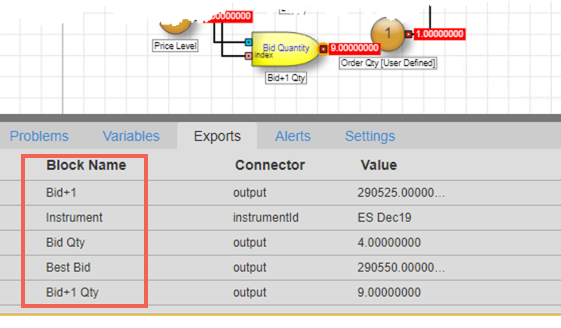 Price Level
Bid Quantity
index
Bid+1 Qty
9.00000000
1
1.00000000
Order Qty [User Defined]
Problems Variables Exports Alerts Settings
Block Name Connector Value
Bid+1 output 290525.00000...
Instrument instrumentId ES Dec19
Bid Qty output 4.00000000
Best Bid output 290550.00000...
Bid+1 Qty output 9.00000000